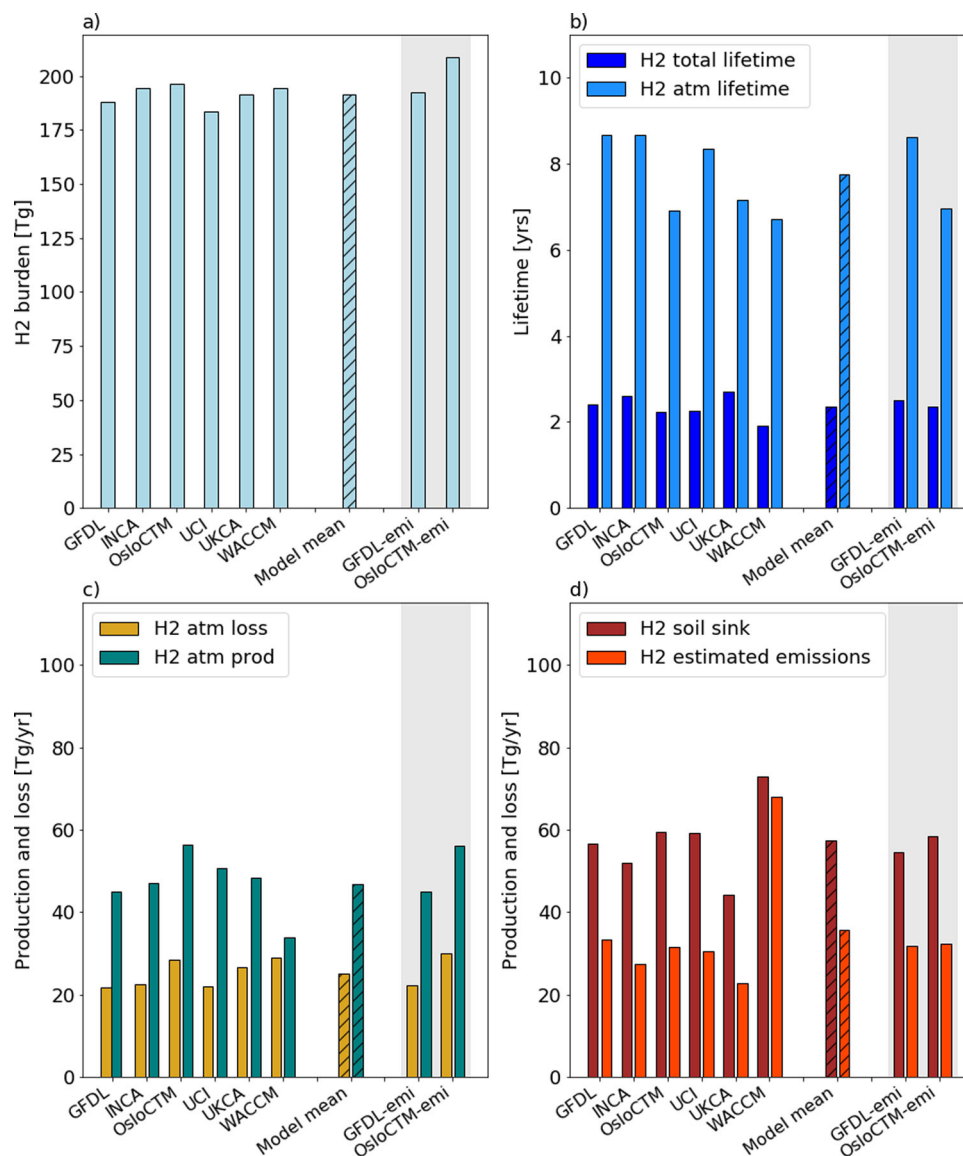 a)
H2 burden [Tg]
200
175
150
125
100
75
50
25
0
GFDL
INCA
OsloCTM
UCI
UKCA
WACCM
Model mean
GFDL-emi
OsloCTM-emi
b)
H2 total lifetime
H2 atm lifetime
Lifetime [yrs]
10
8
6
4
2
0
GFDL
INCA
OsloCTM
UCI
UKCA
WACCM
Model mean
GFDL-emi
OsloCTM-emi
c)
H2 atm loss
H2 atm prod
Production and loss [Tg/yr]
100
80
60
40
20
0
GFDL
INCA
OsloCTM
UCI
UKCA
WACCM
Model mean
GFDL-emi
OsloCTM-emi
d)
H2 soil sink
H2 estimated emissions
Production and loss [Tg/yr]
100
80
60
40
20
0
GFDL
INCA
OsloCTM
UCI
UKCA
WACCM
Model mean
GFDL-emi
OsloCTM-emi